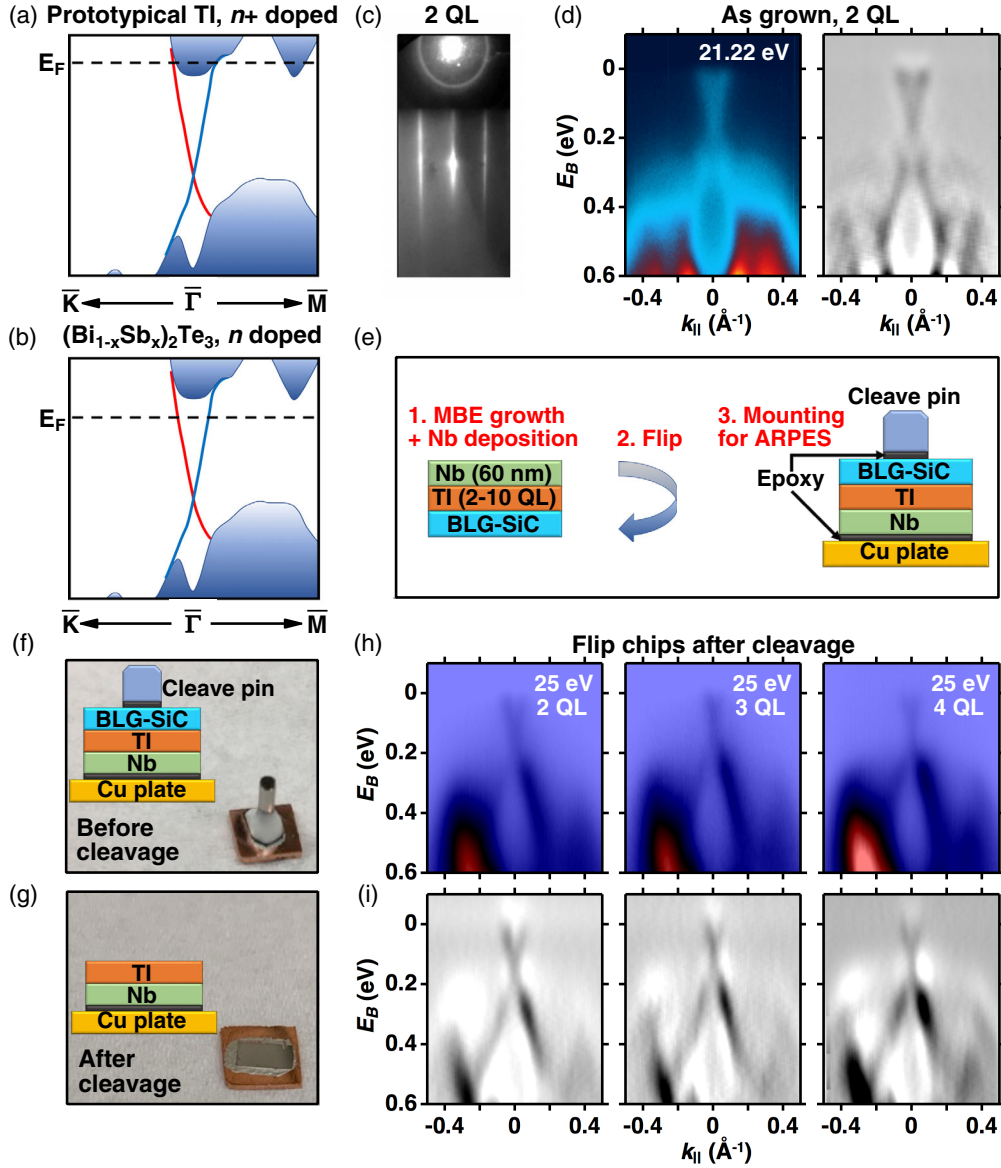 (a) Prototypical TI, n+ doped
E_F
K̅ Γ̅ M̅
(b) (Bi₁₋ₓSbₓ)₂Te₃, n doped
E_F
K̅ Γ̅ M̅
(c) 2 QL
(d) As grown, 2 QL
21.22 eV
E_B (eV)
0
0.2
0.4
0.6
-0.4 0 0.4
k_|| (Å⁻¹)
-0.4 0 0.4
k_|| (Å⁻¹)
(e)
1. MBE growth
+ Nb deposition
Nb (60 nm)
TI (2-10 QL)
BLG-SiC
2. Flip
3. Mounting
for ARPES
Cleave pin
Epoxy
BLG-SiC
TI
Nb
Cu plate
(f)
Cleave pin
BLG-SiC
TI
Nb
Cu plate
Before
cleavage
(g)
TI
Nb
Cu plate
After
cleavage
(h) Flip chips after cleavage
25 eV
2 QL
25 eV
3 QL
25 eV
4 QL
E_B (eV)
0
0.2
0.4
0.6
(i)
E_B (eV)
0
0.2
0.4
0.6
-0.4 0 0.4
-0.4 0 0.4
-0.4 0 0.4
k_|| (Å⁻¹)